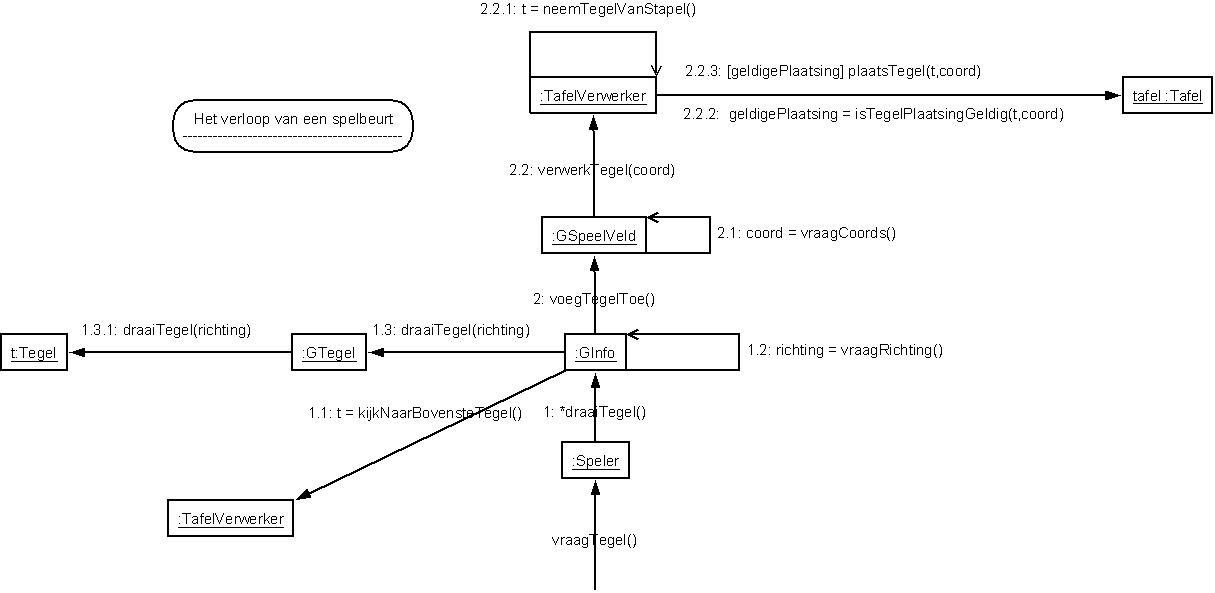 2.2.1: t = neemTegelVanStapel()
2.2.3: [geldigePlaatsing] plaatsTegel(t,coord)
:TafelVerwerker
tafel :Tafel
2.2.2: geldigePlaatsing = isTegelPlaatsingGeldig(t,coord)
Het verloop van een spelbeurt
2.2: verwerkTegel(coord)
:GSpeelVeld
2.1: coord = vraagCoords()
2: voegTegelToe()
1.3.1: draaiTegel(richting)
1.3: draaiTegel(richting)
t:Tegel
:GTegel
:GInfo
1.2: richting = vraagRichting()
1.1: t = kijkNaarBovensteTegel()
1: *draaiTegel()
:Speler
:TafelVerwerker
vraagTegel()